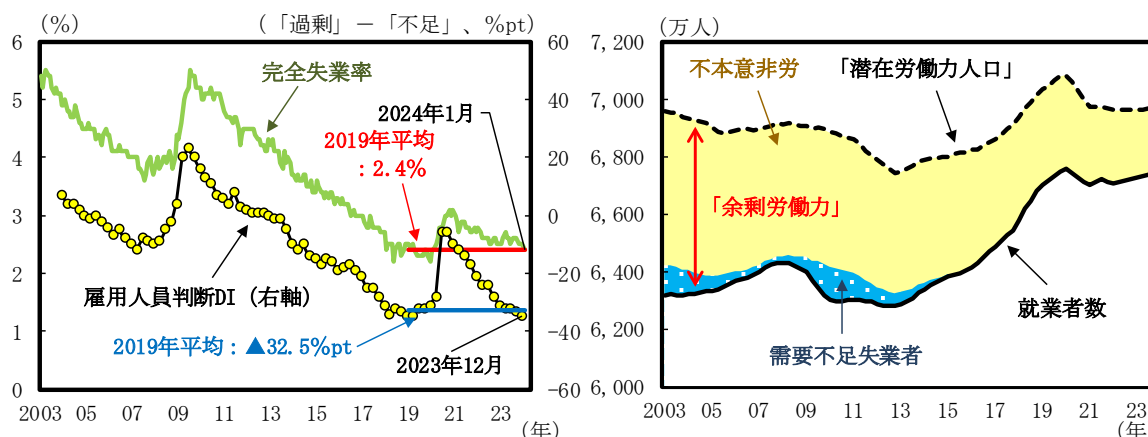 (%)
(「過剰」－「不足」、%pt)
6
5
4
3
2
1
0
60
40
20
0
−20
−40
−60
完全失業率
2024年1月
2019年平均
：2.4%
雇用人員判断DI（右軸）
2019年平均：▲32.5%pt
2023年12月
2003 05 07 09 11 13 15 17 19 21 23
(年)
(万人)
7,200
7,000
6,800
6,600
6,400
6,200
6,000
不本意非労
「潜在労働力人口」
「余剰労働力」
就業者数
需要不足失業者
2003 05 07 09 11 13 15 17 19 21 23
(年)